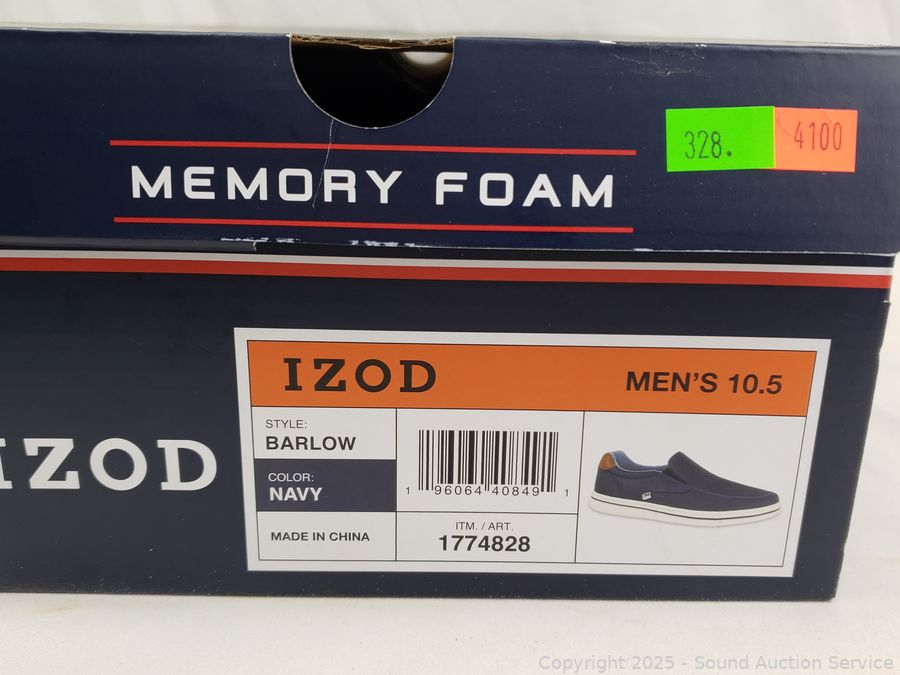 328.
4100
MEMORY FOAM
IZOD
IZOD
MEN'S 10.5
STYLE:
BARLOW
COLOR:
NAVY
MADE IN CHINA
1 96064 40849 1
ITM. / ART.
1774828
Copyright © 2025 - Sound Auction Service